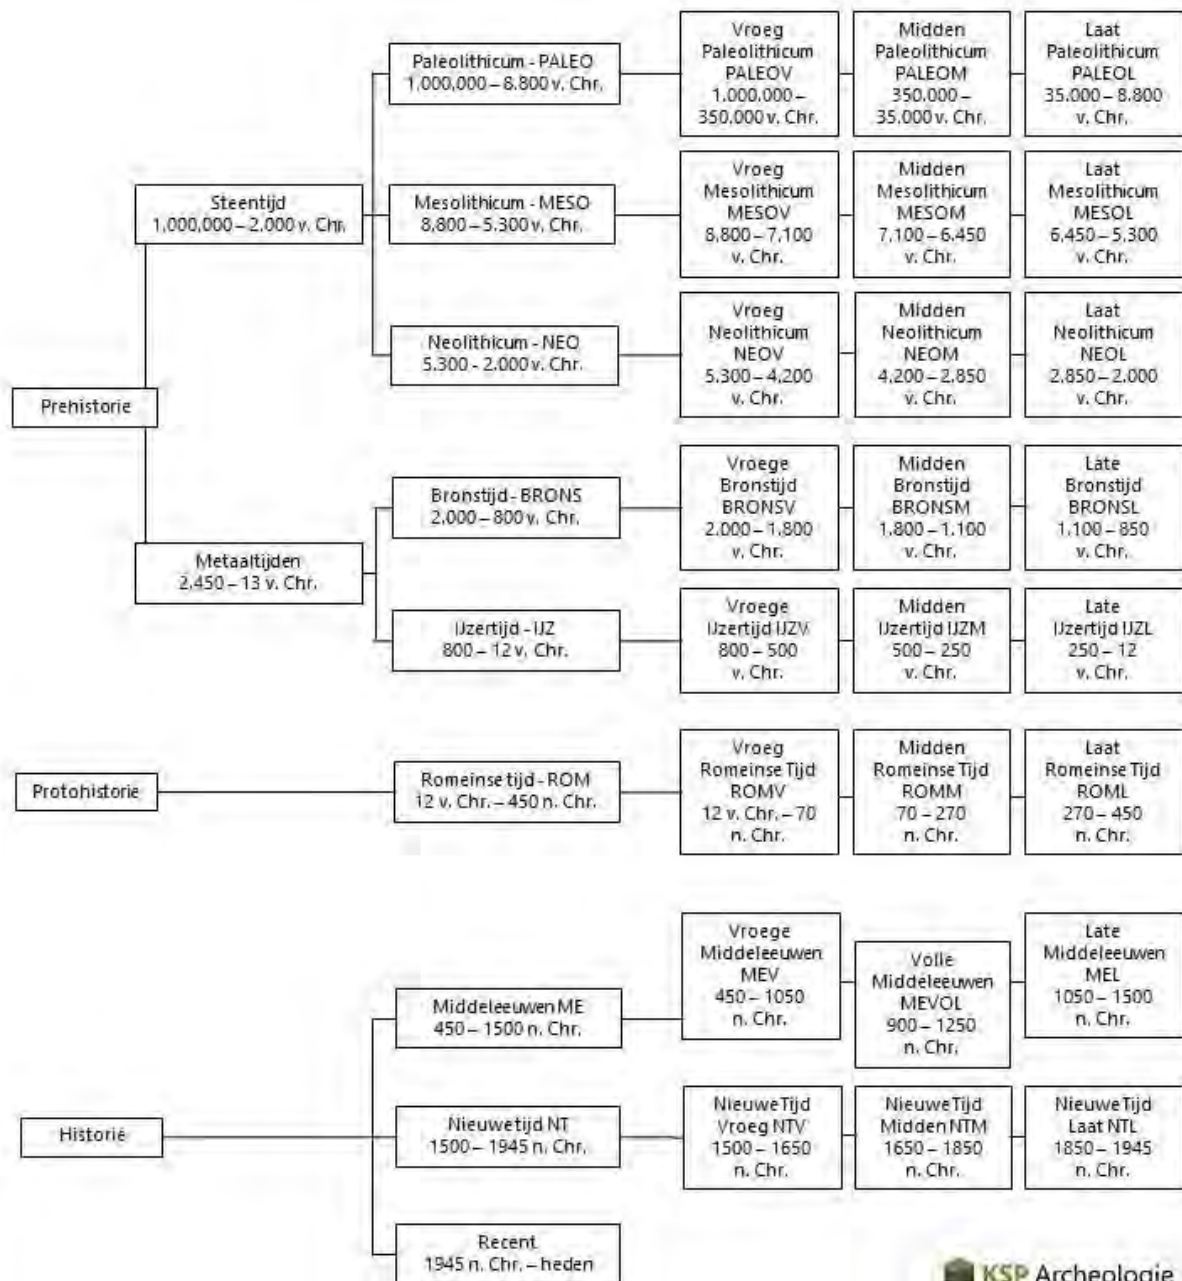 Prehistorie
Steentijd
1.000.000 – 2.000 v. Chr.
Paleolithicum - PALEO
1.000.000 – 8.800 v. Chr.
Vroeg
Paleolithicum
PALEOV
1.000.000 –
350.000 v. Chr.
Midden
Paleolithicum
PALEOM
350.000 –
35.000 v. Chr.
Laat
Paleolithicum
PALEOL
35.000 – 8.800
v. Chr.
Mesolithicum - MESO
8.800 – 5.300 v. Chr.
Vroeg
Mesolithicum
MESOV
8.800 – 7.100
v. Chr.
Midden
Mesolithicum
MESOM
7.100 – 6.450
v. Chr.
Laat
Mesolithicum
MESOL
6.450 – 5.300
v. Chr.
Neolithicum - NEO
5.300 - 2.000 v. Chr.
Vroeg
Neolithicum
NEOV
5.300 – 4.200
v. Chr.
Midden
Neolithicum
NEOM
4.200 – 2.850
v. Chr.
Laat
Neolithicum
NEOL
2.850 – 2.000
v. Chr.
Metaaltijden
2.450 – 13 v. Chr.
Bronstijd - BRONS
2.000 – 800 v. Chr.
Vroege
Bronstijd
BRONSV
2.000 – 1.800
v. Chr.
Midden
Bronstijd
BRONSM
1.800 – 1.100
v. Chr.
Late
Bronstijd
BRONSL
1.100 – 850
v. Chr.
IJzertijd - IJZ
800 – 12 v. Chr.
Vroege
IJzertijd IJZV
800 – 500
v. Chr.
Midden
IJzertijd IJZM
500 – 250
v. Chr.
Late
IJzertijd IJZL
250 – 12
v. Chr.
Protohistorie
Romeinse tijd - ROM
12 v. Chr. – 450 n. Chr.
Vroeg
Romeinse Tijd
ROMV
12 v. Chr. – 70
n. Chr.
Midden
Romeinse Tijd
ROMM
70 – 270
n. Chr.
Laat
Romeinse Tijd
ROML
270 – 450
n. Chr.
Historie
Middeleeuwen ME
450 – 1500 n. Chr.
Vroege
Middeleeuwen
MEV
450 – 1050
n. Chr.
Volle
Middeleeuwen
MEVOL
900 – 1250
n. Chr.
Late
Middeleeuwen
MEL
1050 – 1500
n. Chr.
Nieuwe tijd NT
1500 – 1945 n. Chr.
Nieuwe Tijd
Vroeg NTV
1500 – 1650
n. Chr.
Nieuwe Tijd
Midden NTM
1650 – 1850
n. Chr.
Nieuwe Tijd
Laat NTL
1850 – 1945
n. Chr.
Recent
1945 n. Chr. – heden
KSP Archeologie